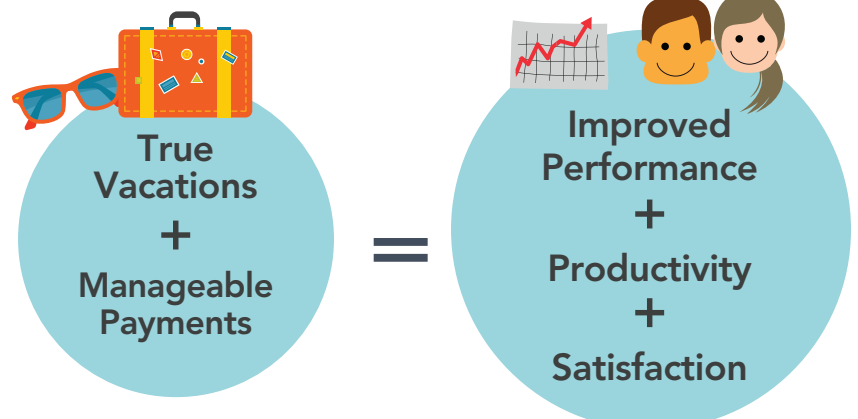 True
Vacations
+
Manageable
Payments
=
Improved
Performance
+
Productivity
+
Satisfaction